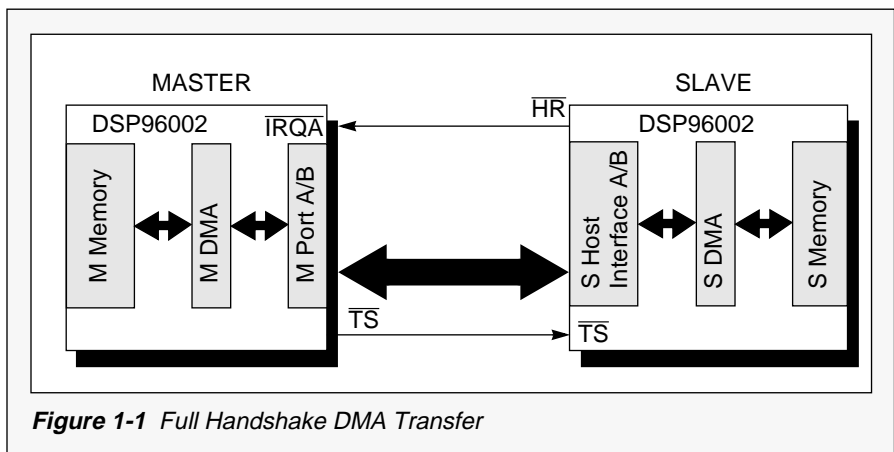 MASTER
SLAVE
DSP96002
IRQA
HR
DSP96002
M Memory
M DMA
M Port A/B
S Host
Interface A/B
S DMA
S Memory
TS
TS
Figure 1-1 Full Handshake DMA Transfer